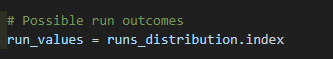 # Possible run outcomes
run_values = runs_distribution.index